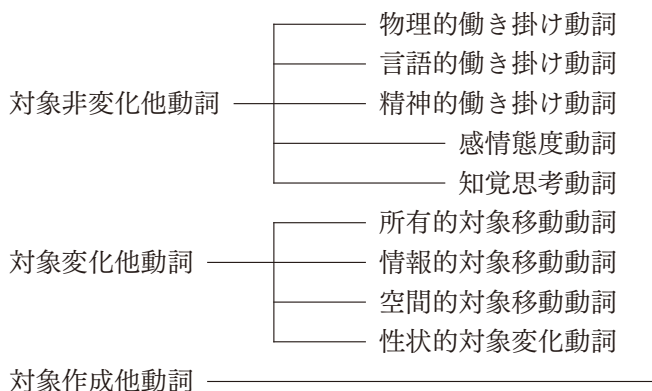 物理的働き掛け動詞
言語的働き掛け動詞
対象非変化他動詞 精神的働き掛け動詞
感情態度動詞
知覚思考動詞
所有的対象移動動詞
対象変化他動詞 情報的対象移動動詞
空間的対象移動動詞
性状的対象変化動詞
対象作成他動詞